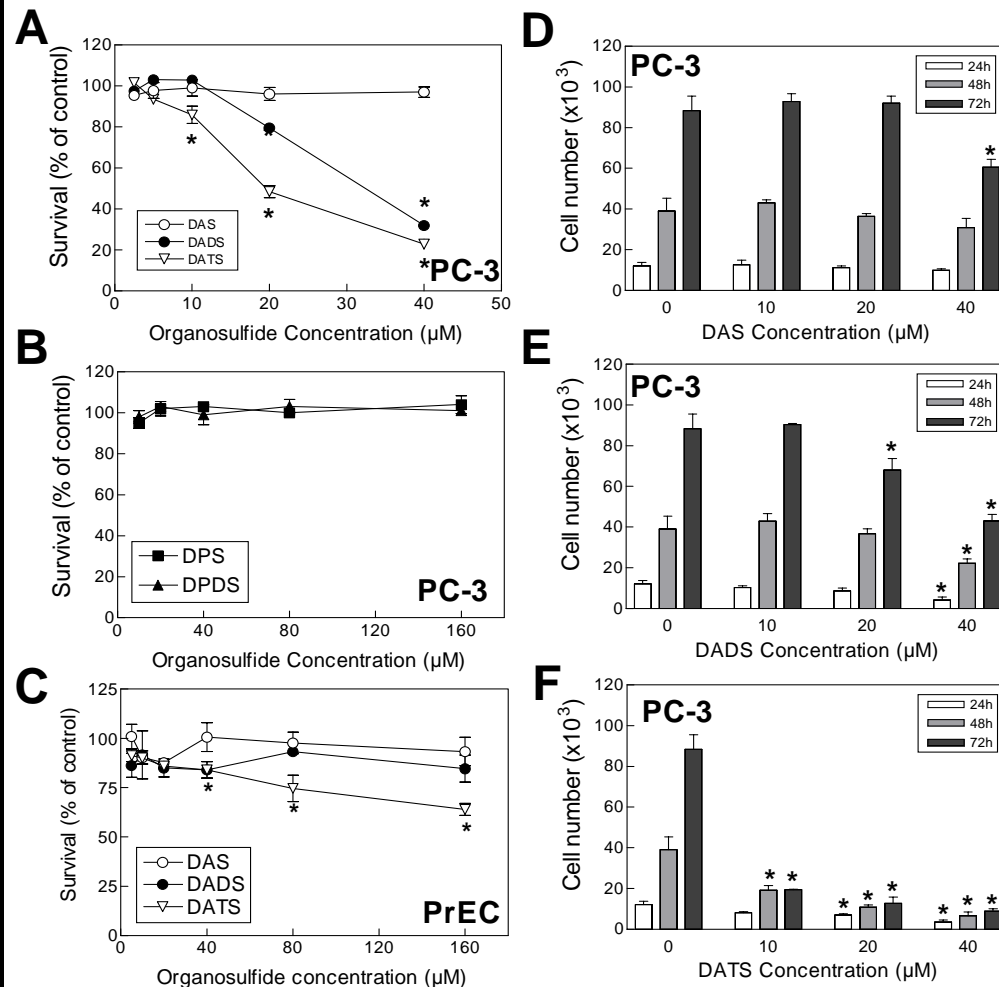 A
Survival (% of control)
120
100
80
60
40
20
0
DAS
DADS
DATS
*
*
*
*
*
*PC-3
0
10
20
30
40
50
Organosulfide Concentration (µM)
B
Survival (% of control)
120
100
80
60
40
20
0
DPS
DPDS
PC-3
0
40
80
120
160
Organosulfide Concentration (µM)
C
Survival (% of control)
125
100
75
50
25
0
*
*
*
DAS
DADS
DATS
PrEC
0
40
80
120
160
Organosulfide concentration (µM)
D
Cell number (x10³)
120
100
80
60
40
20
0
PC-3
24h
48h
72h
*
0
10
20
40
DAS Concentration (µM)
E
Cell number (x10³)
120
100
80
60
40
20
0
PC-3
24h
48h
72h
*
* * *
0
10
20
40
DADS Concentration (µM)
F
Cell number (x10³)
120
100
80
60
40
20
0
PC-3
24h
48h
72h
* *
* * *
* * *
0
10
20
40
DATS Concentration (µM)